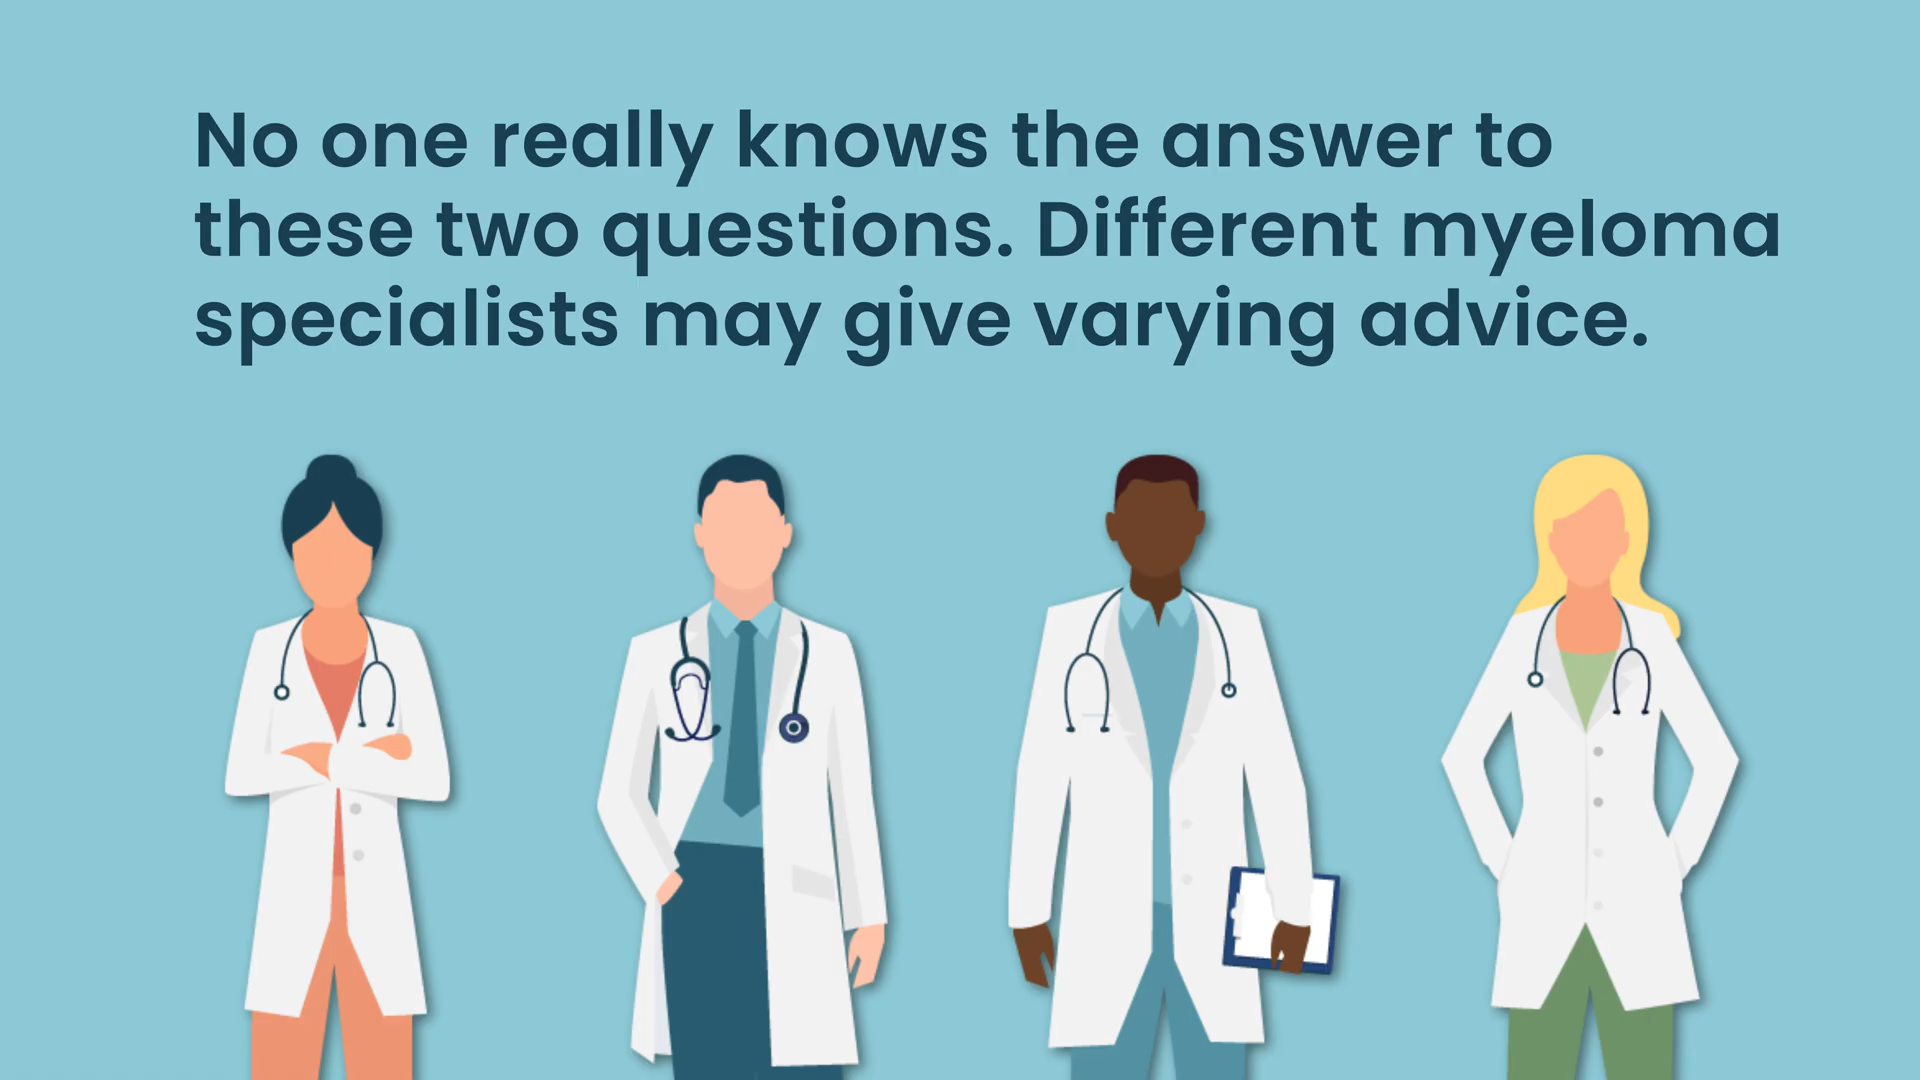 No one really knows the answer to
these two questions. Different myeloma
specialists may give varying advice.